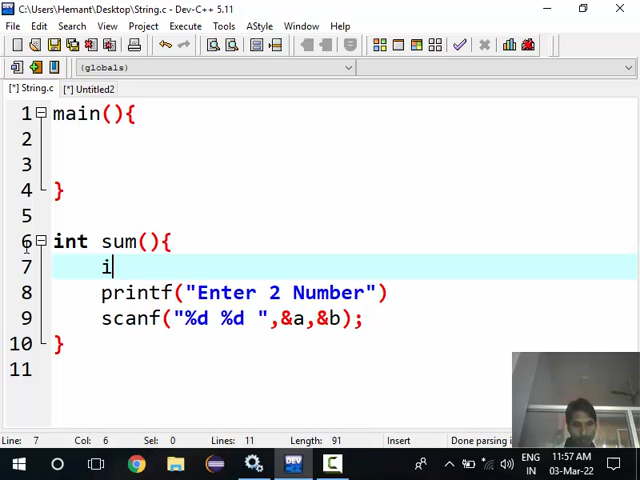 C:\Users\Hemant\Desktop\String.c - Dev-C++ 5.11
File Edit Search View Project Execute Tools AStyle Window Help
(globals)
[*] String.c [*] Untitled2
1 main(){
2
3
4 }
5
6 int sum(){
7 i
8 printf("Enter 2 Number")
9 scanf("%d %d ",&a,&b);
10 }
11
Line: 7 Col: 6 Sel: 0 Lines: 11 Length: 91 Insert Done parsing
DEV
ENG
IN
11:57 AM
03-Mar-22